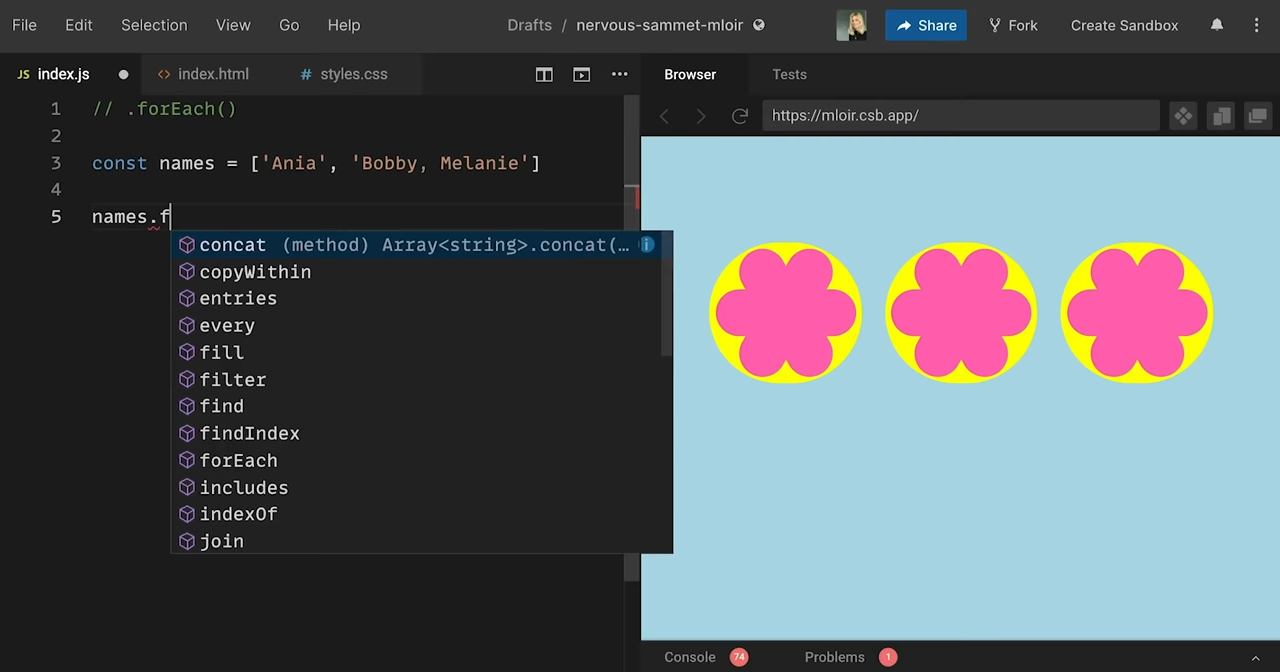 File Edit Selection View Go Help Drafts / nervous-sammet-mloir Share Fork Create Sandbox
JS index.js <> index.html # styles.css Browser Tests
https://mloir.csb.app/
1 // .forEach()
2
3 const names = ['Ania', 'Bobby, Melanie']
4
5 names.f
concat (method) Array<string>.concat(…
copyWithin
entries
every
fill
filter
find
findIndex
forEach
includes
indexOf
join
Console 74 Problems 1